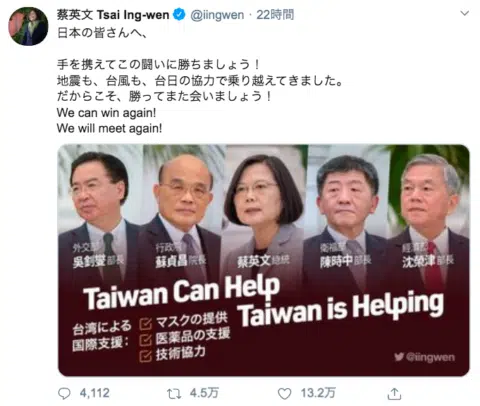 蔡英文 Tsai Ing-wen @iingwen · 22時間
日本の皆さんへ、
手を携えてこの闘いに勝ちましょう！
地震も、台風も、台日の協力で乗り越えてきました。
だからこそ、勝ってまた会いましょう！
We can win again!
We will meet again!
外交部
吳釗燮部長
行政院
蘇貞昌院長
蔡英文總統
衛福部
陳時中部長
經濟部
沈榮津部長
Taiwan Can Help
Taiwan is Helping
台湾による
国際支援：
マスクの提供
医薬品の支援
技術協力
@iingwen
4,112 4.5万 13.2万